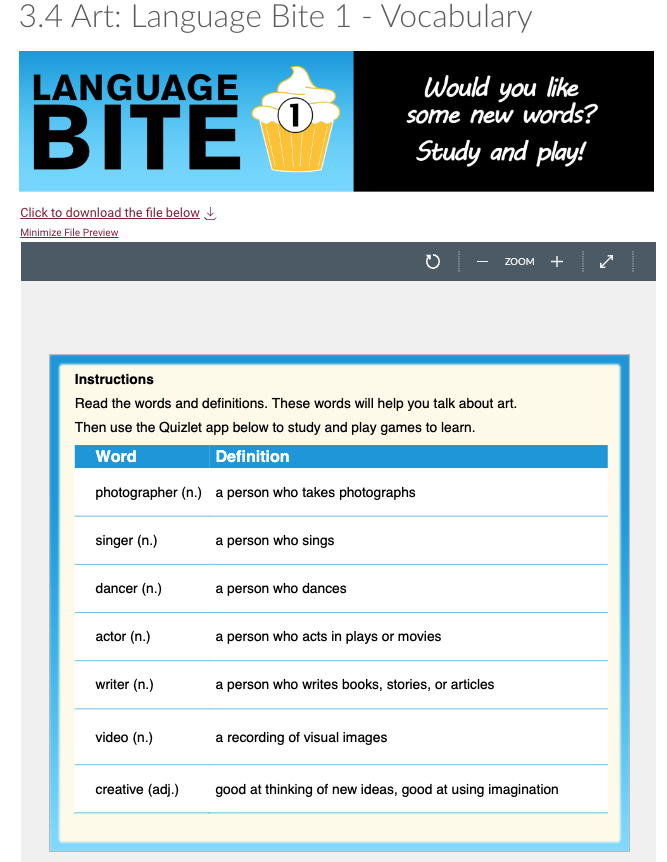 3.4 Art: Language Bite 1 - Vocabulary
LANGUAGE
BITE
1
Would you like
some new words?
Study and play!
Click to download the file below
Minimize File Preview
ZOOM
Instructions
Read the words and definitions. These words will help you talk about art.
Then use the Quizlet app below to study and play games to learn.
Word Definition
photographer (n.) a person who takes photographs
singer (n.) a person who sings
dancer (n.) a person who dances
actor (n.) a person who acts in plays or movies
writer (n.) a person who writes books, stories, or articles
video (n.) a recording of visual images
creative (adj.) good at thinking of new ideas, good at using imagination